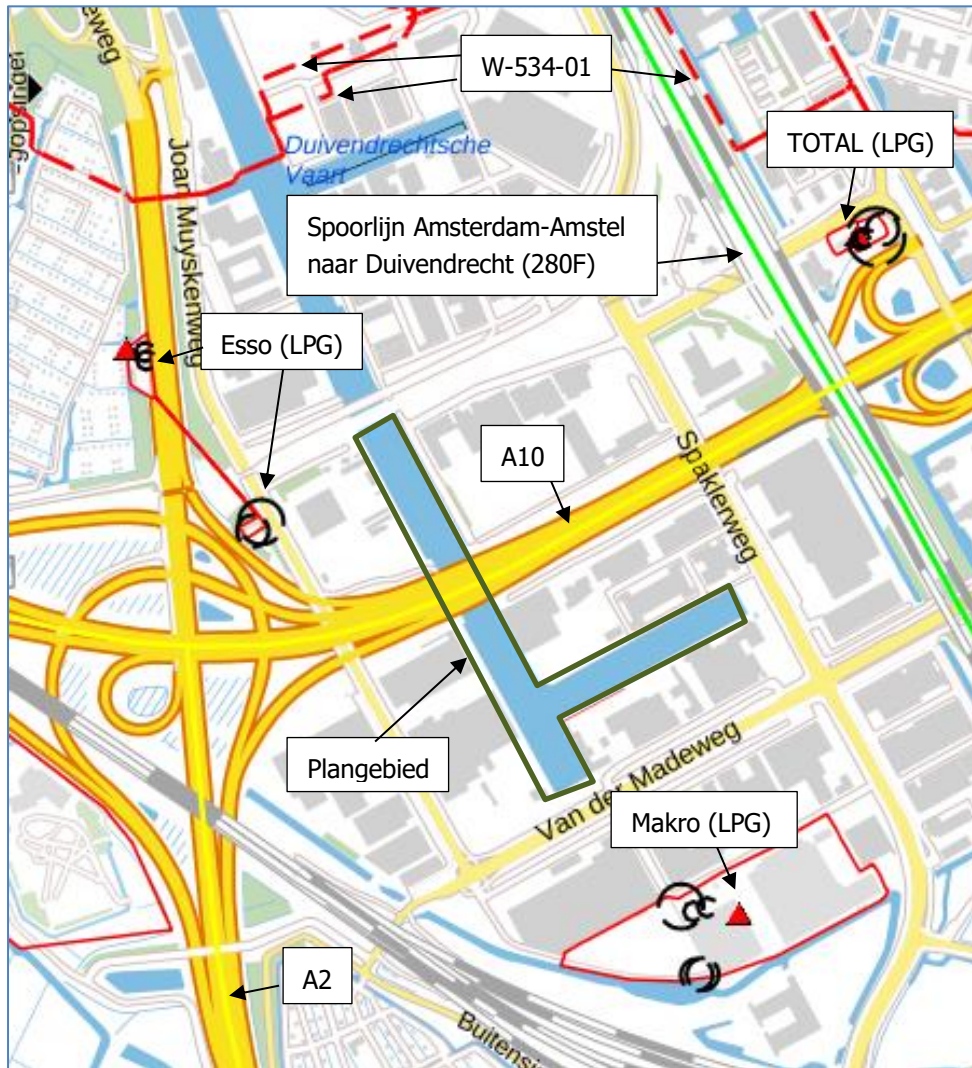 W-534-01
TOTAL (LPG)
Duivendrechtsche
Vaart
Joan Muyskenweg
Spoorlijn Amsterdam-Amstel
naar Duivendrecht (280F)
Esso (LPG)
A10
Spaklerweg
Plangebied
Van der Madeweg
Makro (LPG)
A2